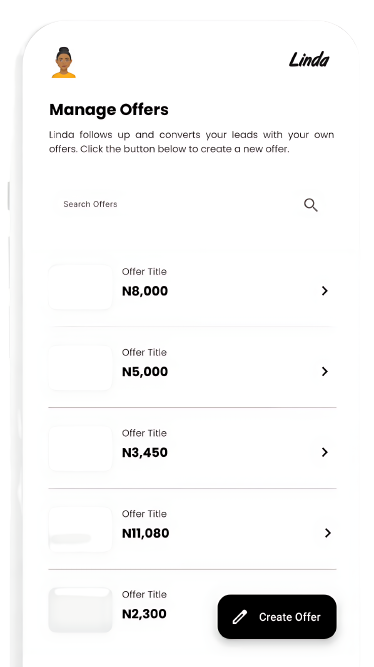 Linda
Manage Offers
Linda follows up and converts your leads with your own
offers. Click the button below to create a new offer.
Search Offers
Offer Title
N8,000
Offer Title
N5,000
Offer Title
N3,450
Offer Title
N11,080
Offer Title
N2,300
Create Offer